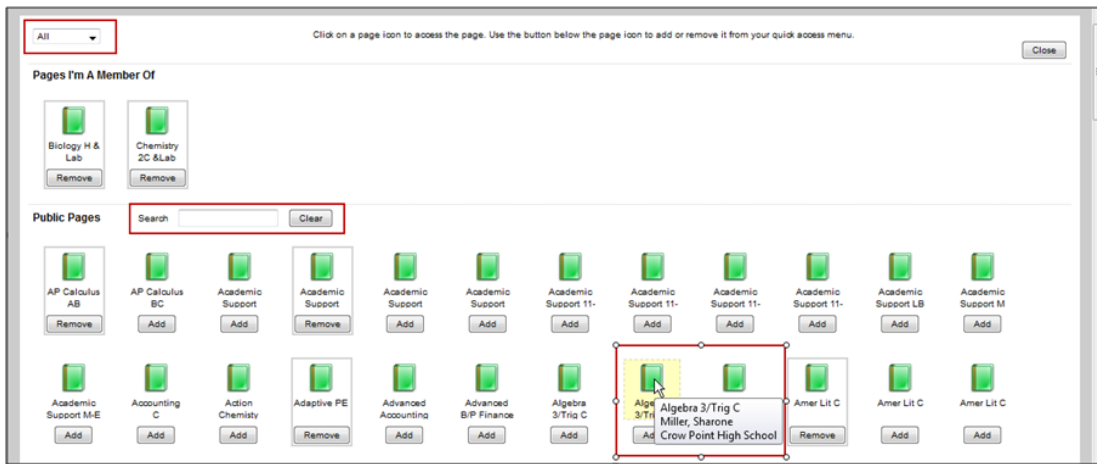 All
Click on a page icon to access the page. Use the button below the page icon to add or remove it from your quick access menu.
Close
Pages I'm A Member Of
Biology H & Lab
Chemistry 2C &Lab
Remove
Remove
Public Pages
Search
Clear
AP Calculus AB
AP Calculus BC
Academic Support
Academic Support
Academic Support
Academic Support
Academic Support 11-
Academic Support 11-
Academic Support 11-
Academic Support 11-
Academic Support LB
Academic Support M
Remove
Add
Add
Remove
Add
Add
Add
Add
Add
Add
Add
Add
Academic Support M-E
Accounting C
Action Chemisty
Adaptive PE
Advanced Accounting
Advanced B/P Finance
Algebra 3/Trig C
Algebra 3/Trig C
Miller, Sharone
Crow Point High School
Amer Lit C
Amer Lit C
Amer Lit C
Add
Add
Add
Remove
Add
Add
Add
Remove
Add
Add